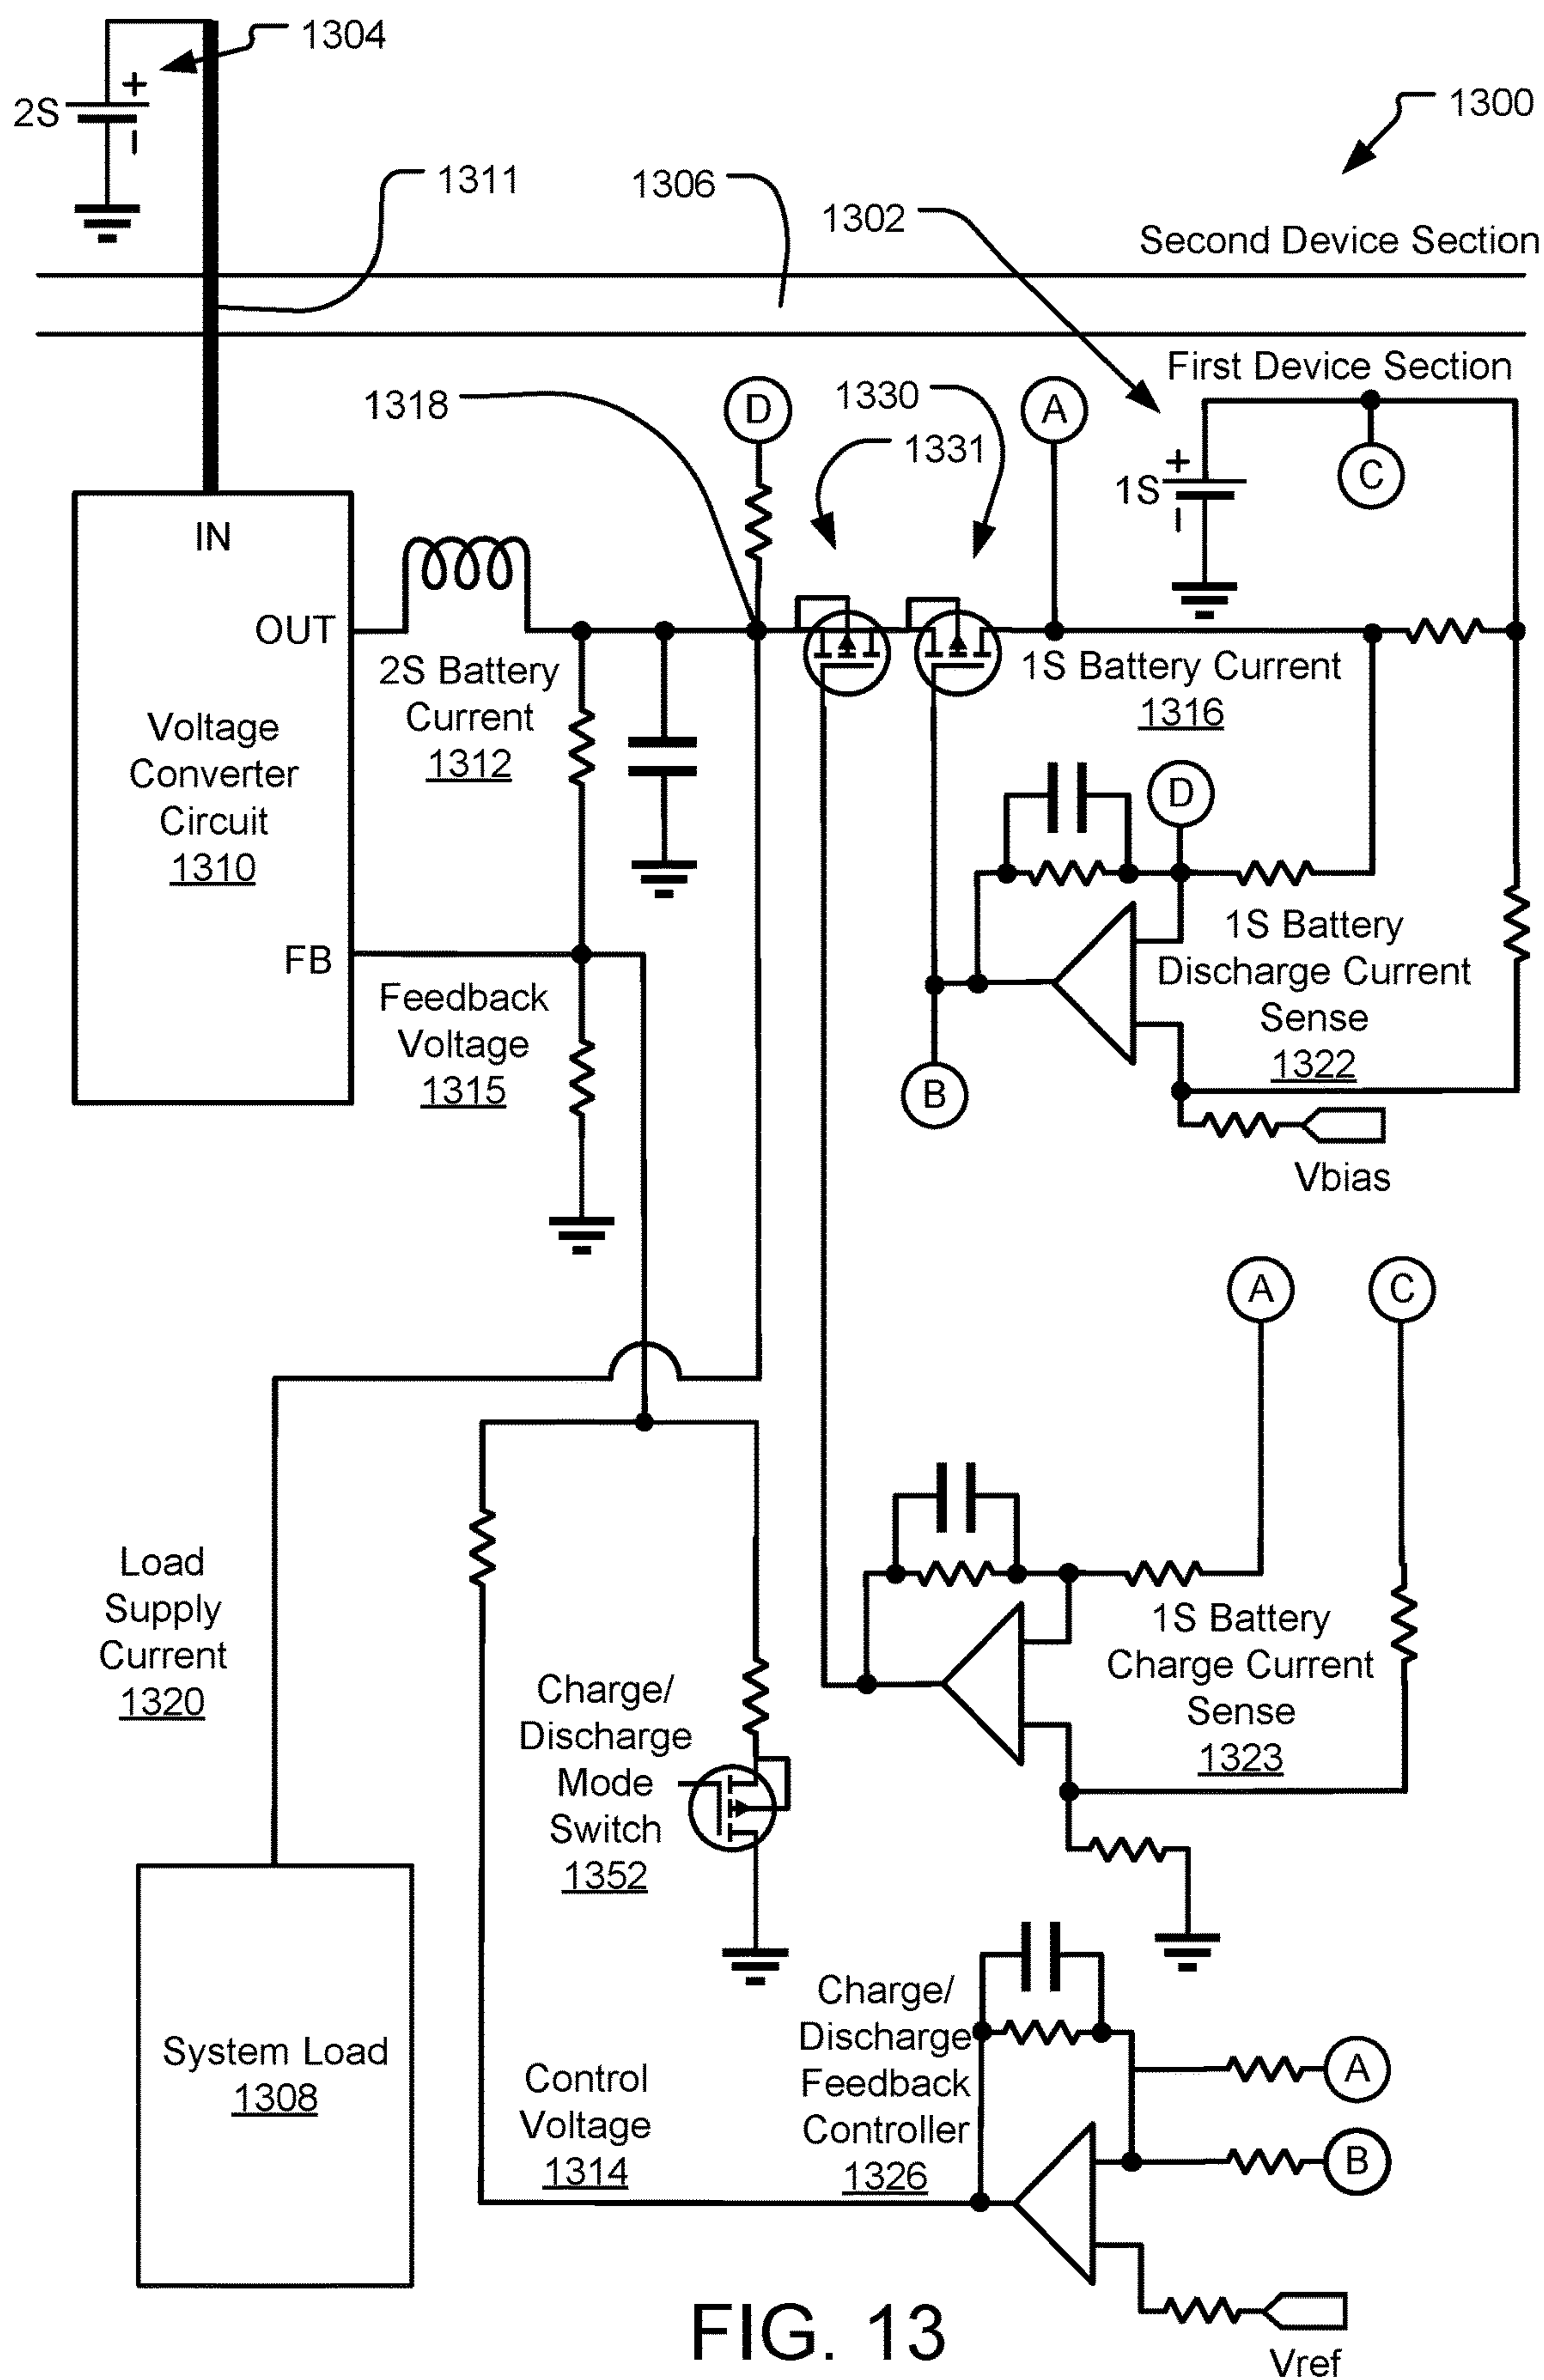 1304
+
2S
–
1300
1311
1306
1302
Second Device Section
First Device Section
1318
D
1330
A
1331
C
+
1S
–
IN
OUT
2S Battery
Current
1312
1S Battery Current
1316
Voltage
Converter
Circuit
1310
D
FB
1S Battery
Discharge Current
Sense
1322
Feedback
Voltage
1315
B
Vbias
A
C
Load
Supply
Current
1320
1S Battery
Charge Current
Sense
1323
Charge/
Discharge
Mode
Switch
1352
System Load
1308
Control
Voltage
1314
Charge/
Discharge
Feedback
Controller
1326
A
B
Vref
FIG. 13